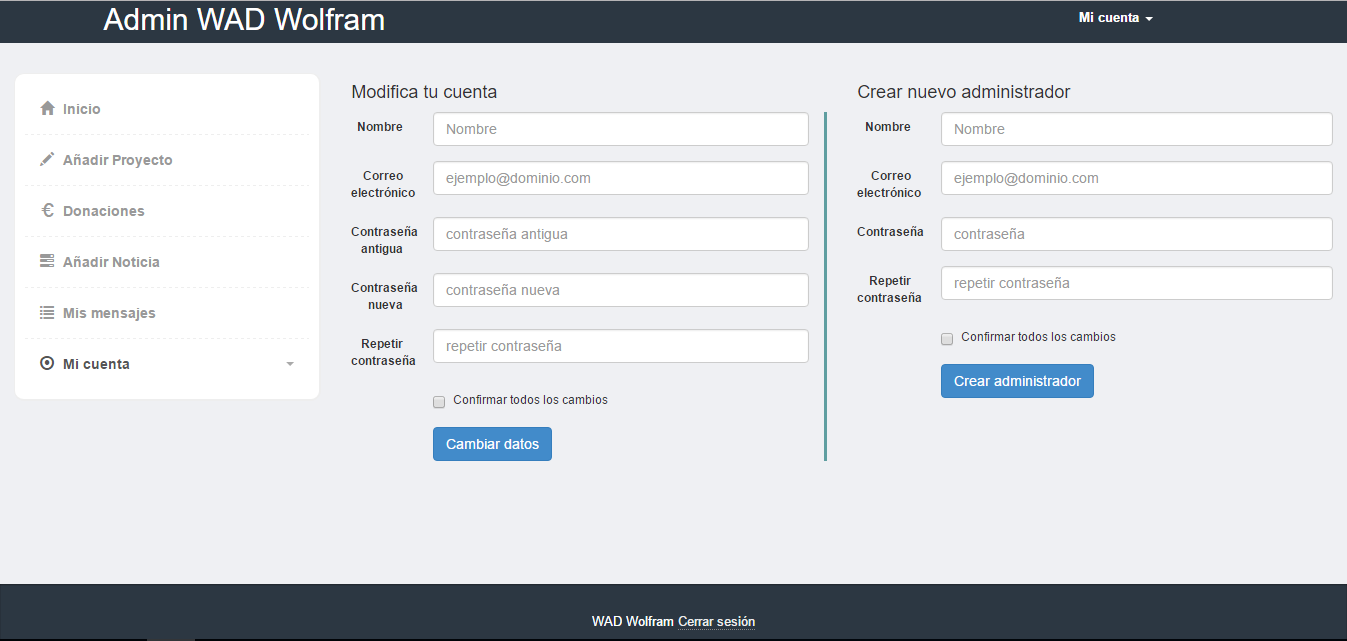 Admin WAD Wolfram
Mi cuenta
Inicio
Añadir Proyecto
Donaciones
Añadir Noticia
Mis mensajes
Mi cuenta
Modifica tu cuenta
Nombre
Nombre
Correo
electrónico
ejemplo@dominio.com
Contraseña
antigua
contraseña antigua
Contraseña
nueva
contraseña nueva
Repetir
contraseña
repetir contraseña
Confirmar todos los cambios
Cambiar datos
Crear nuevo administrador
Nombre
Nombre
Correo
electrónico
ejemplo@dominio.com
Contraseña
contraseña
Repetir
contraseña
repetir contraseña
Confirmar todos los cambios
Crear administrador
WAD Wolfram Cerrar sesión